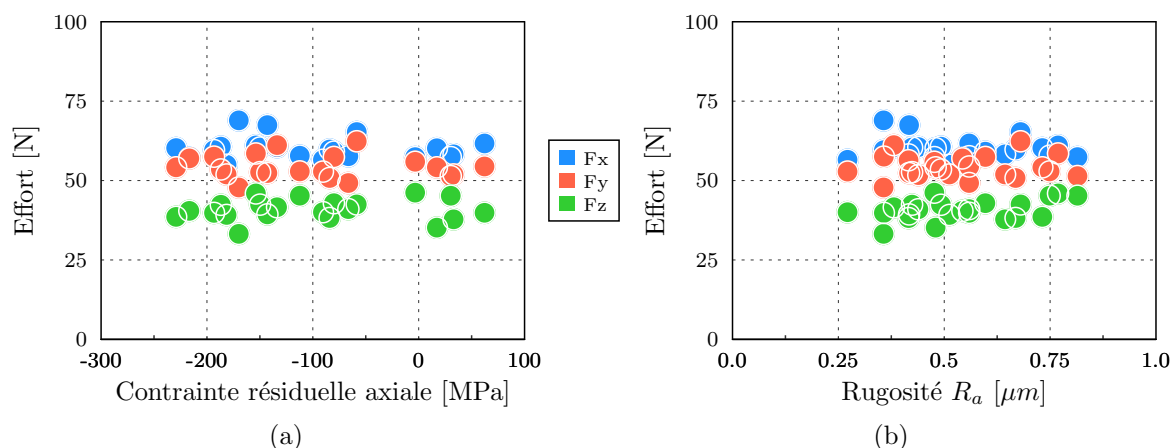 100
75
50
25
0
-300
-200
-100
0
100
Effort [N]
Contrainte résiduelle axiale [MPa]
(a)
Fx
Fy
Fz
100
75
50
25
0
0.0
0.25
0.5
0.75
1.0
Effort [N]
Rugosité R_a [μm]
(b)